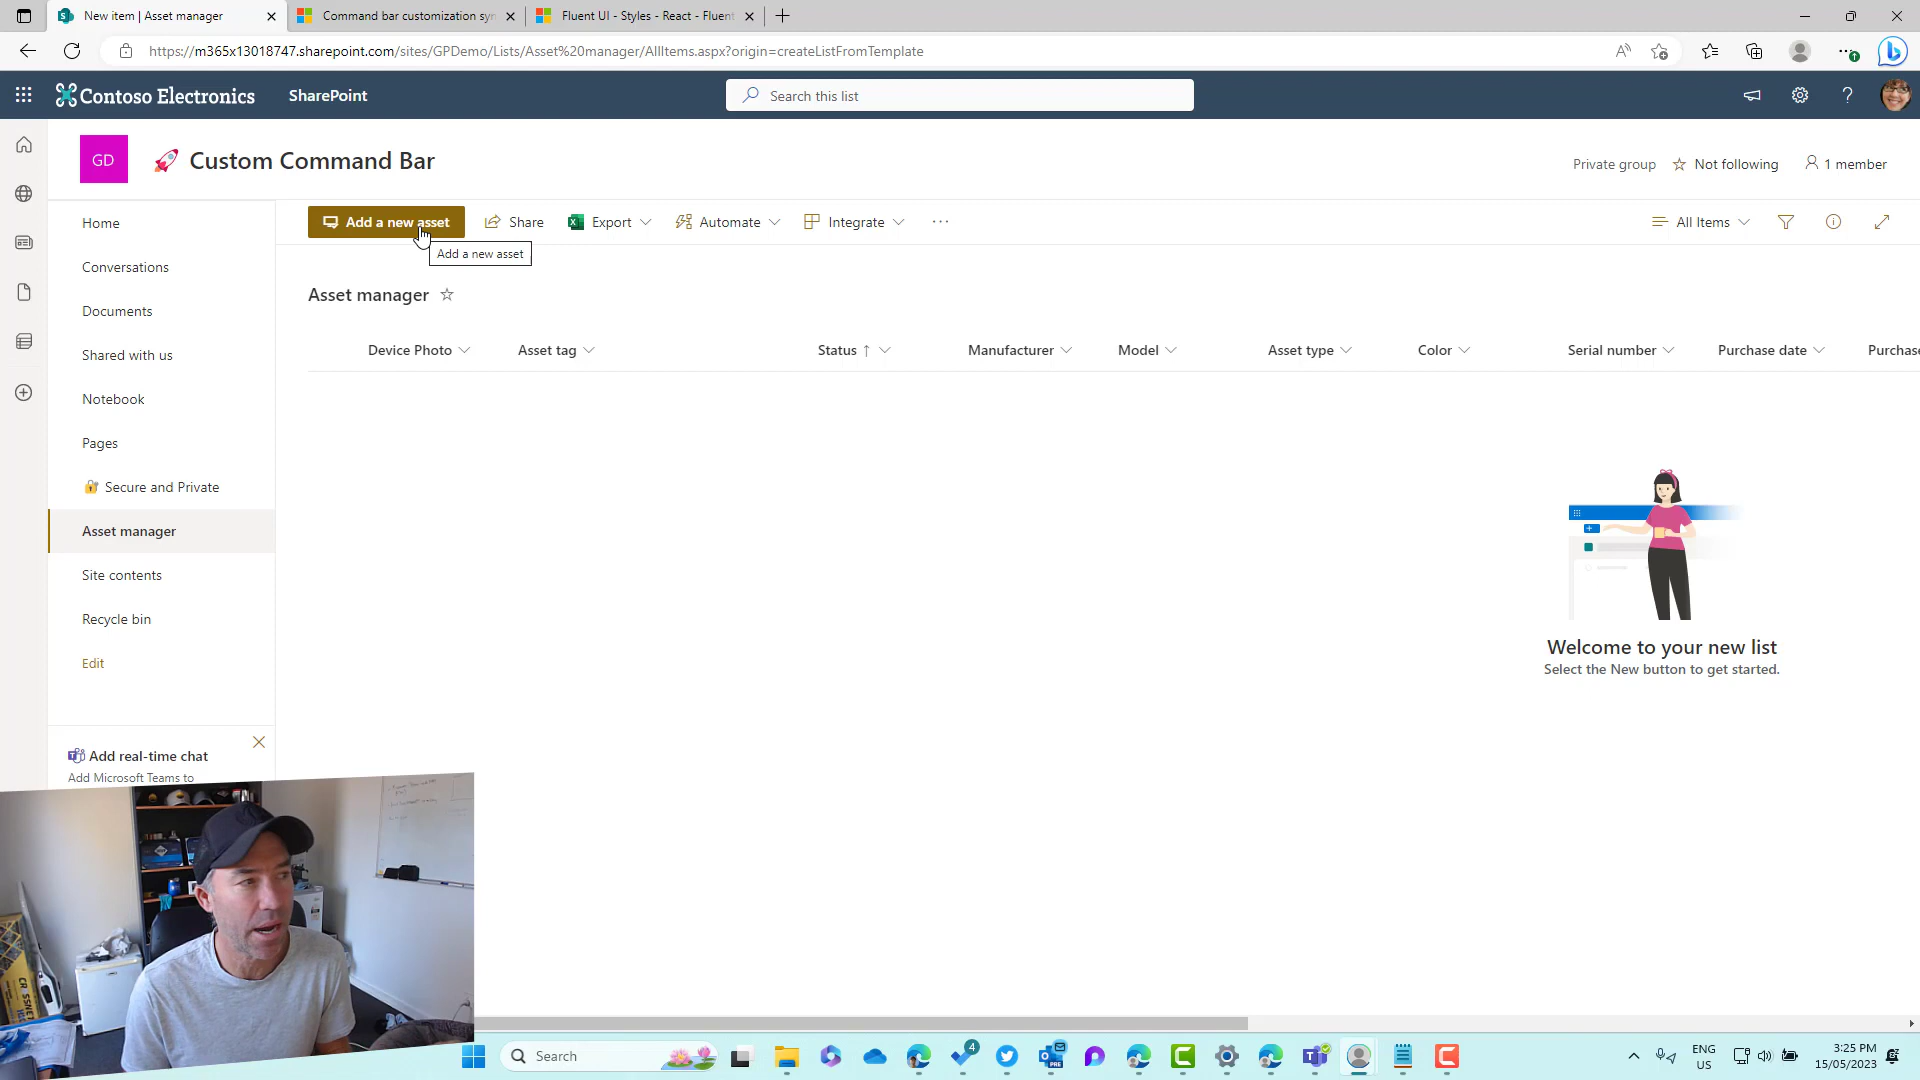 New item | Asset manager
Command bar customization syn
Fluent UI - Styles - React - Fluent
https://m365x13018747.sharepoint.com/sites/GPDemo/Lists/Asset%20manager/AllItems.aspx?origin=createListFromTemplate
Contoso Electronics
SharePoint
Search this list
GD
🚀 Custom Command Bar
Private group
Not following
1 member
Home
Conversations
Documents
Shared with us
Notebook
Pages
🔐 Secure and Private
Asset manager
Site contents
Recycle bin
Edit
Add real-time chat
Add Microsoft Teams to
Add a new asset
Share
Export
Automate
Integrate
···
All Items
Add a new asset
Asset manager
Device Photo
Asset tag
Status ↑
Manufacturer
Model
Asset type
Color
Serial number
Purchase date
Purchase
Welcome to your new list
Select the New button to get started.
Search
4
PRE
ENG
US
3:25 PM
15/05/2023